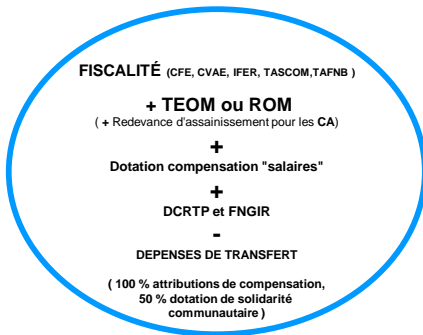 FISCALITÉ (CFE, CVAE, IFER, TASCOM,TAFNB )
+ TEOM ou ROM
( + Redevance d'assainissement pour les CA)
+
Dotation compensation "salaires"
+
DCRTP et FNGIR
-
DEPENSES DE TRANSFERT
( 100 % attributions de compensation,
50 % dotation de solidarité
communautaire )